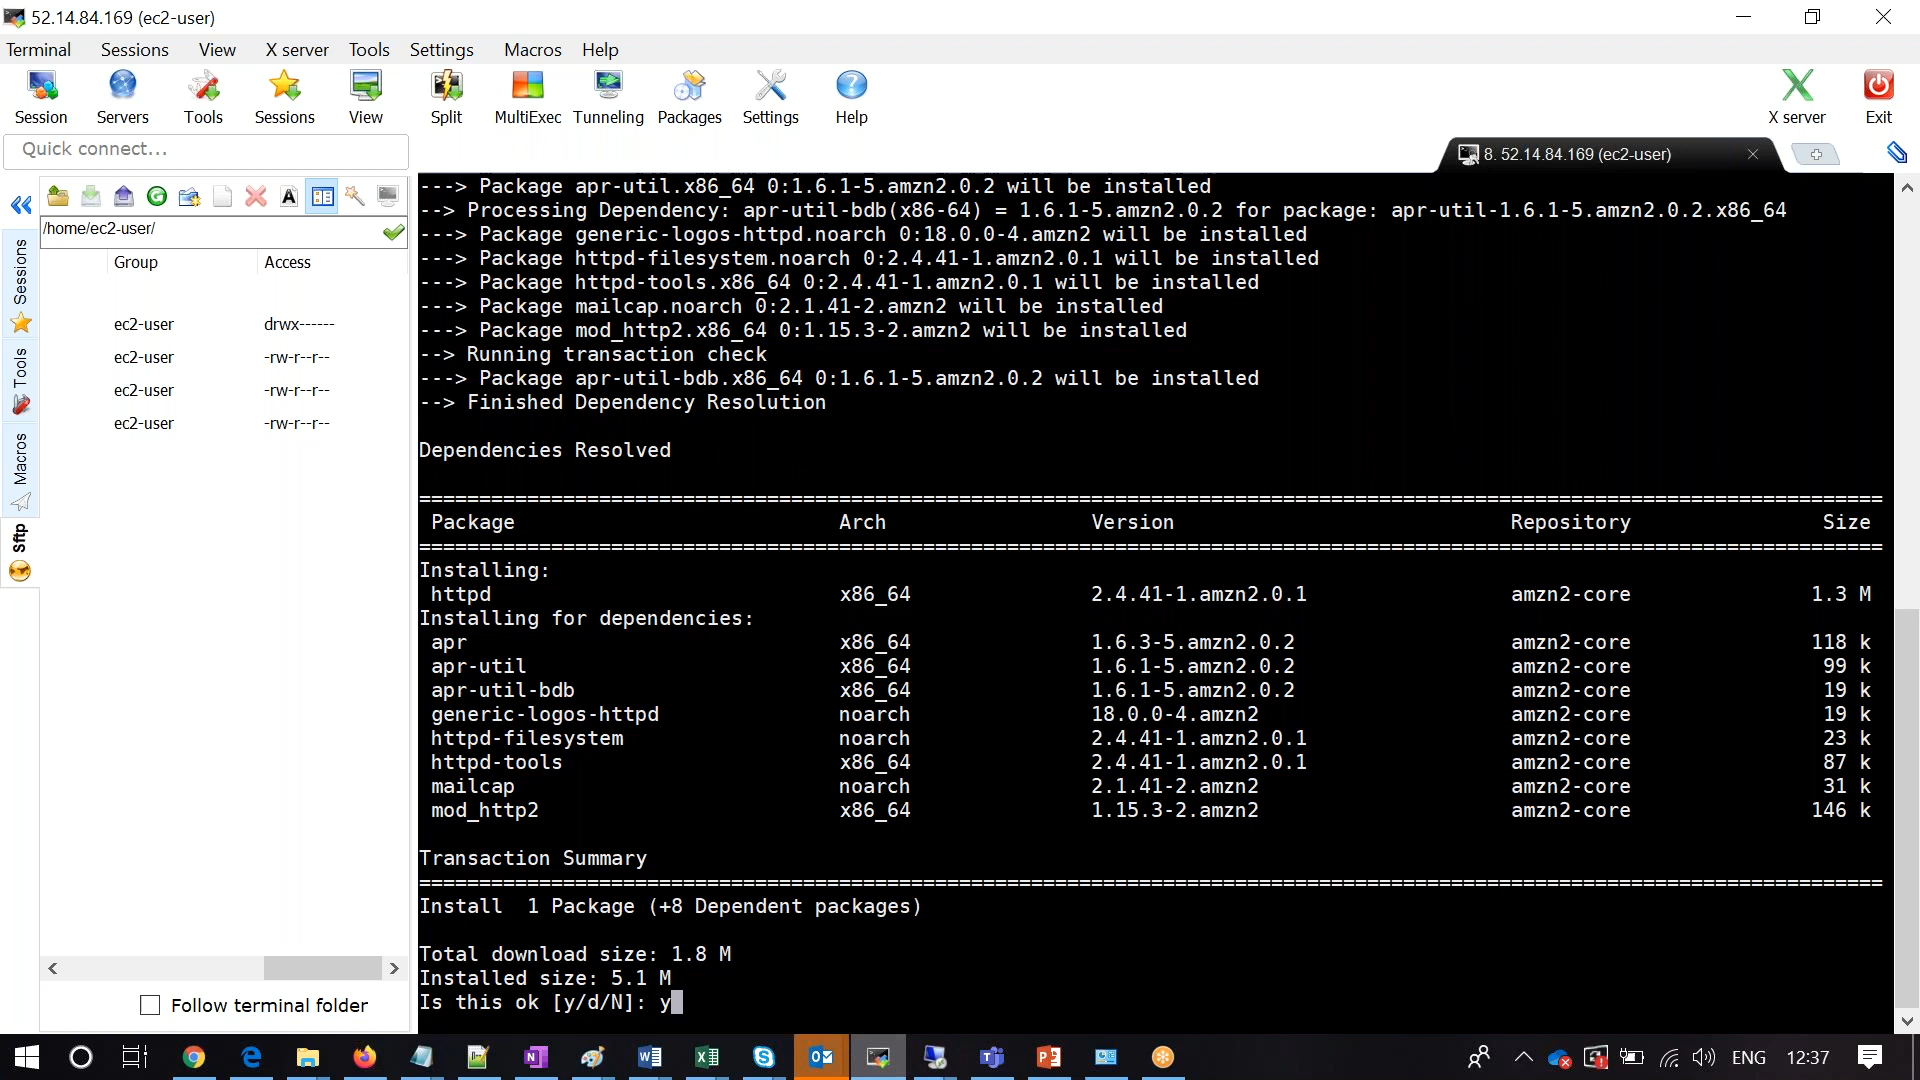 52.14.84.169 (ec2-user)
Terminal Sessions View X server Tools Settings Macros Help
Session Servers Tools Sessions View Split MultiExec Tunneling Packages Settings Help X server Exit
Quick connect...
8. 52.14.84.169 (ec2-user)
/home/ec2-user/
Group Access
ec2-user drwx------
ec2-user -rw-r--r--
ec2-user -rw-r--r--
ec2-user -rw-r--r--
Sessions
Tools
Macros
Sftp
Follow terminal folder
---> Package apr-util.x86_64 0:1.6.1-5.amzn2.0.2 will be installed
--> Processing Dependency: apr-util-bdb(x86-64) = 1.6.1-5.amzn2.0.2 for package: apr-util-1.6.1-5.amzn2.0.2.x86_64
---> Package generic-logos-httpd.noarch 0:18.0.0-4.amzn2 will be installed
---> Package httpd-filesystem.noarch 0:2.4.41-1.amzn2.0.1 will be installed
---> Package httpd-tools.x86_64 0:2.4.41-1.amzn2.0.1 will be installed
---> Package mailcap.noarch 0:2.1.41-2.amzn2 will be installed
---> Package mod_http2.x86_64 0:1.15.3-2.amzn2 will be installed
--> Running transaction check
---> Package apr-util-bdb.x86_64 0:1.6.1-5.amzn2.0.2 will be installed
--> Finished Dependency Resolution
Dependencies Resolved
Package Arch Version Repository Size
Installing:
httpd x86_64 2.4.41-1.amzn2.0.1 amzn2-core 1.3 M
Installing for dependencies:
apr x86_64 1.6.3-5.amzn2.0.2 amzn2-core 118 k
apr-util x86_64 1.6.1-5.amzn2.0.2 amzn2-core 99 k
apr-util-bdb x86_64 1.6.1-5.amzn2.0.2 amzn2-core 19 k
generic-logos-httpd noarch 18.0.0-4.amzn2 amzn2-core 19 k
httpd-filesystem noarch 2.4.41-1.amzn2.0.1 amzn2-core 23 k
httpd-tools x86_64 2.4.41-1.amzn2.0.1 amzn2-core 87 k
mailcap noarch 2.1.41-2.amzn2 amzn2-core 31 k
mod_http2 x86_64 1.15.3-2.amzn2 amzn2-core 146 k
Transaction Summary
Install 1 Package (+8 Dependent packages)
Total download size: 1.8 M
Installed size: 5.1 M
Is this ok [y/d/N]: y
ENG 12:37